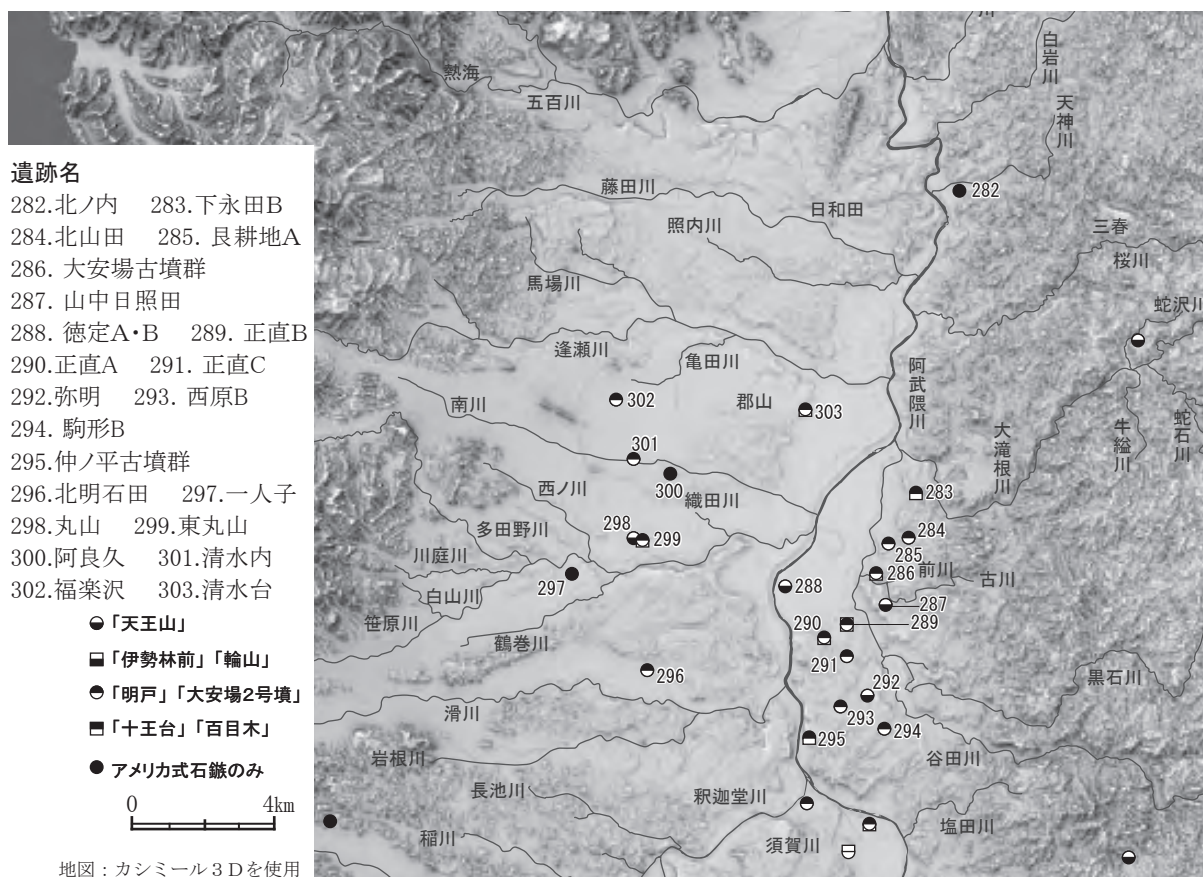 遺跡名
282.北ノ内 283.下永田B
284.北山田 285. 艮耕地A
286. 大安場古墳群
287. 山中日照田
288. 徳定A・B 289. 正直B
290.正直A 291. 正直C
292.弥明 293. 西原B
294. 駒形B
295.仲ノ平古墳群
296.北明石田 297.一人子
298.丸山 299.東丸山
300.阿良久 301.清水内
302.福楽沢 303.清水台
「天王山」
「伊勢林前」「輪山」
「明戸」「大安場2号墳」
「十王台」「百目木」
アメリカ式石鏃のみ
0 4km
地図：カシミール３Dを使用
川
白岩川
天神川
熱海
五百川
藤田川
日和田
照内川
282
三春
桜川
馬場川
蛇沢川
逢瀬川
亀田川
阿武隈川
南川
302
郡山
303
大滝根川
牛縊川
蛇石川
301
300
織田川
283
西ノ川
多田野川
298
299
284
285
川庭川
297
286
前川
古川
白山川
288
287
笹原川
鶴巻川
290
289
291
296
292
黒石川
滑川
293
294
295
岩根川
谷田川
長池川
釈迦堂川
稲川
須賀川
塩田川